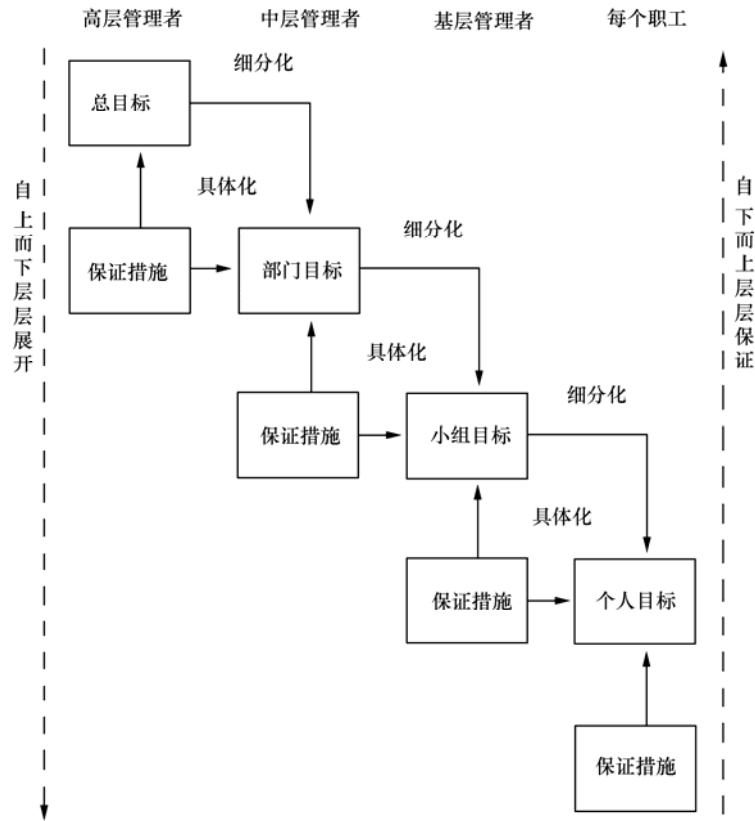 高层管理者
中层管理者
基层管理者
每个职工
细分化
总目标
具体化
细分化
保证措施
部门目标
具体化
细分化
保证措施
小组目标
具体化
保证措施
个人目标
保证措施
自上而下层层展开
自下而上层层保证